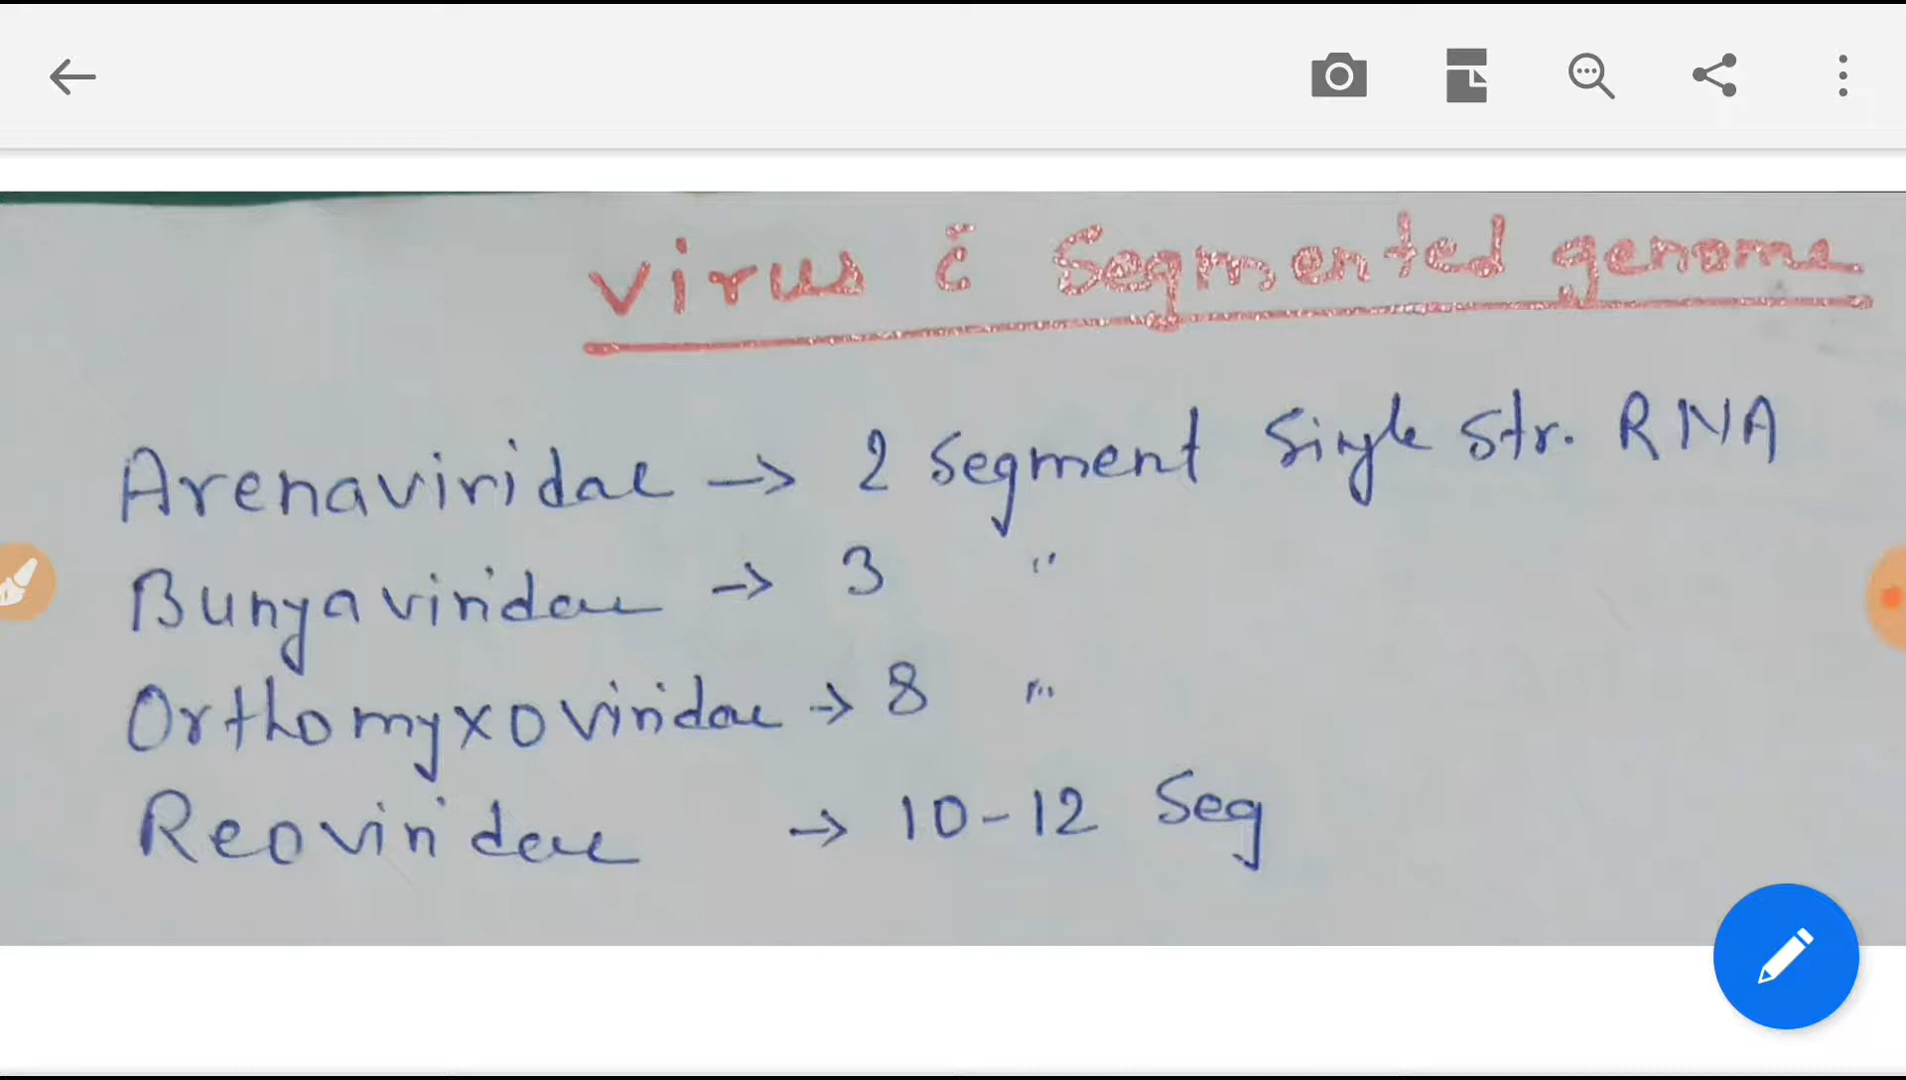 virus c̄ Segmented genome
Arenaviridae → 2 Segment Single Str. RNA
Bunyaviridae → 3 "
Orthomyxoviridae → 8 "
Reoviridae → 10-12 Seg